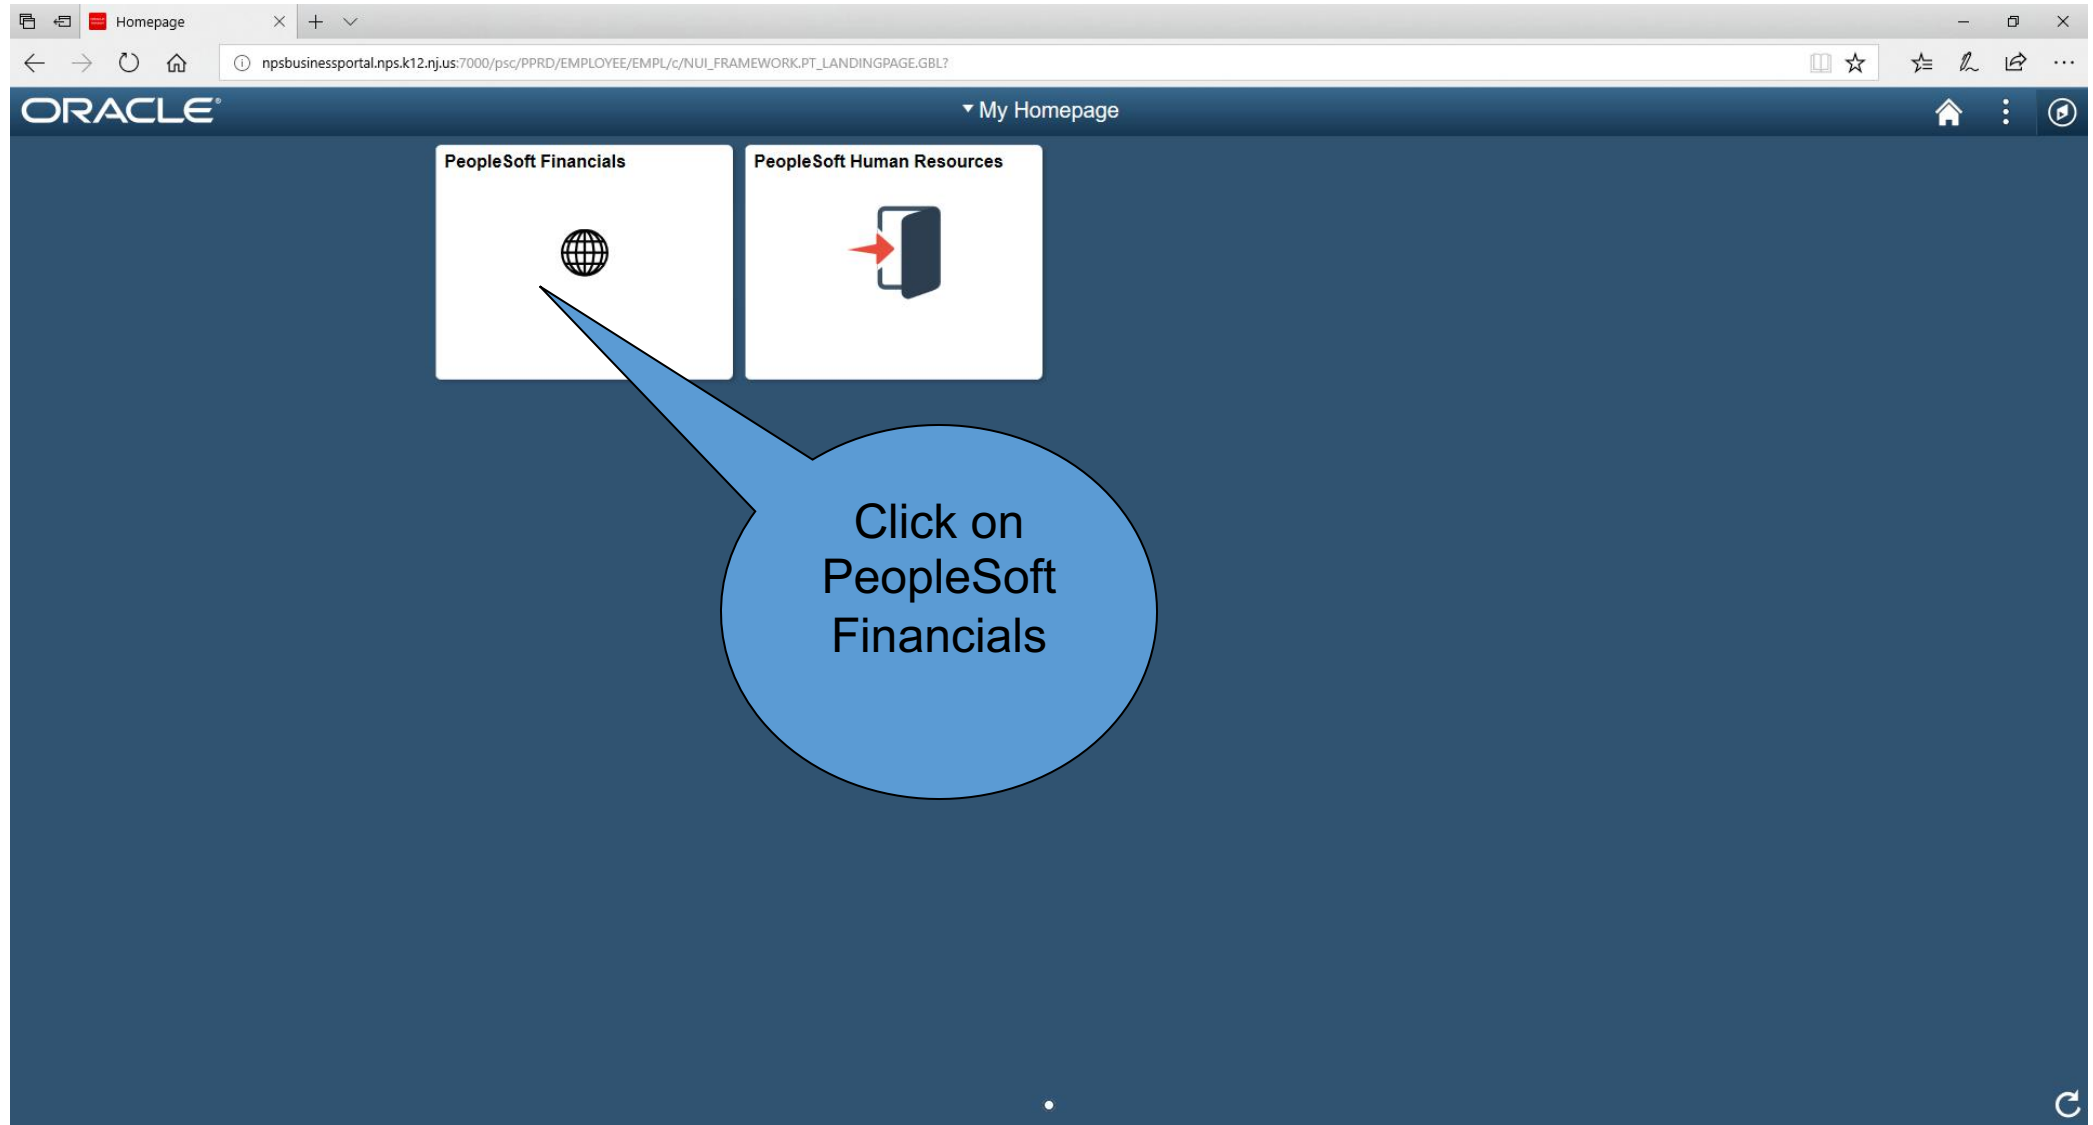 Homepage
npsbusinessportal.nps.k12.nj.us:7000/psc/PPRD/EMPLOYEE/EMPL/c/NUI_FRAMEWORK.PT_LANDINGPAGE.GBL?
ORACLE®
My Homepage
PeopleSoft Financials
PeopleSoft Human Resources
Click on
PeopleSoft
Financials